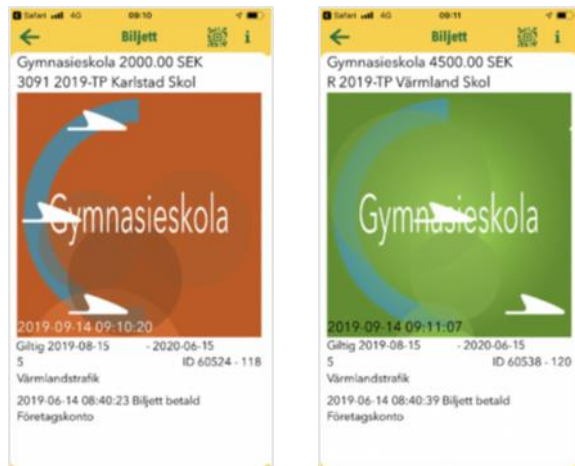 Safari 4G 09:10
Biljett i
Gymnasieskola 2000.00 SEK
3091 2019-TP Karlstad Skol
Gymnasieskola
2019-09-14 09:10:20
Giltig 2019-08-15 - 2020-06-15
S ID 60524 - 118
Värmlandstrafik
2019-06-14 08:40:23 Biljett betald
Företagskonto
Safari 4G 09:11
Biljett i
Gymnasieskola 4500.00 SEK
R 2019-TP Värmland Skol
Gymnasieskola
2019-09-14 09:11:07
Giltig 2019-08-15 - 2020-06-15
S ID 60538 - 120
Värmlandstrafik
2019-06-14 08:40:39 Biljett betald
Företagskonto